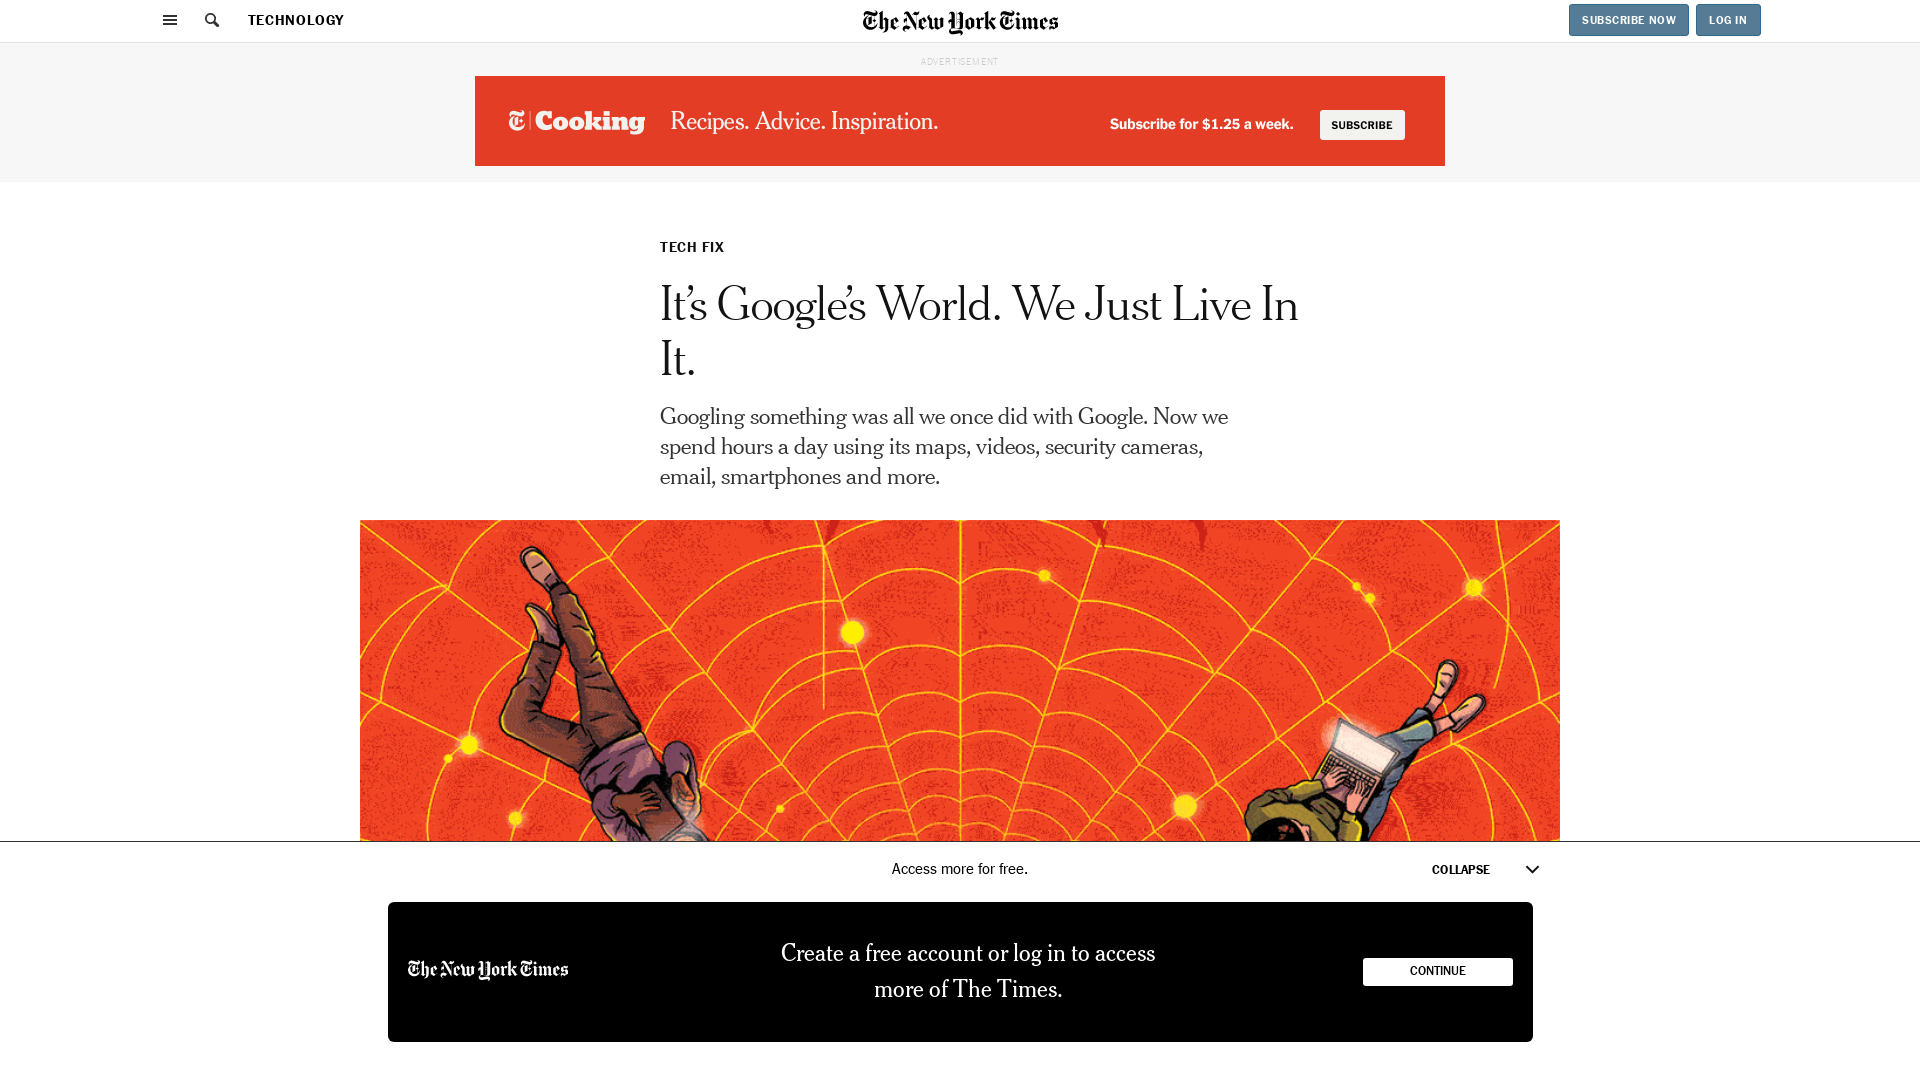 TECHNOLOGY
The New York Times
SUBSCRIBE NOW
LOG IN
ADVERTISEMENT
T Cooking
Recipes. Advice. Inspiration.
Subscribe for $1.25 a week.
SUBSCRIBE
TECH FIX
It’s Google’s World. We Just Live In
It.
Googling something was all we once did with Google. Now we
spend hours a day using its maps, videos, security cameras,
email, smartphones and more.
Access more for free.
COLLAPSE
The New York Times
Create a free account or log in to access
more of The Times.
CONTINUE